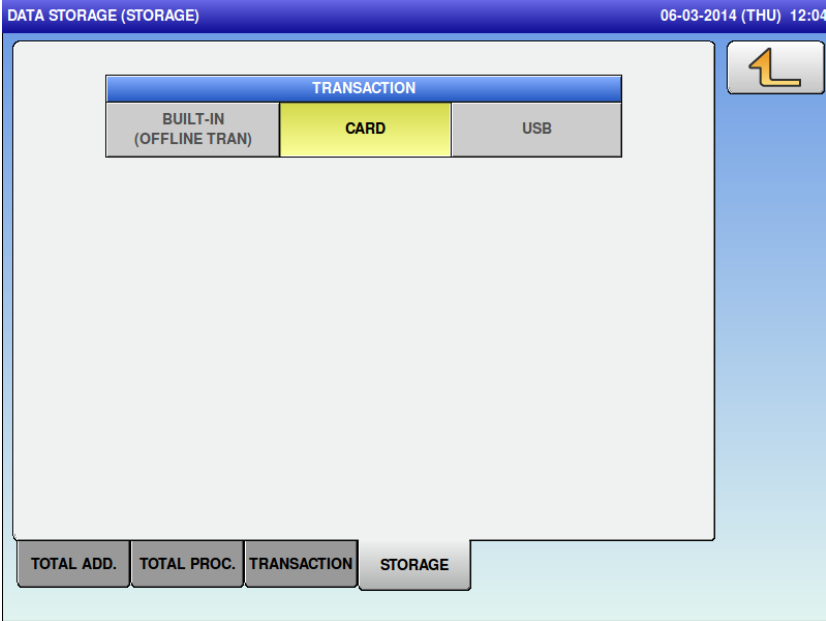 DATA STORAGE (STORAGE) 06-03-2014 (THU) 12:04
TRANSACTION
BUILT-IN
(OFFLINE TRAN)
CARD
USB
TOTAL ADD.
TOTAL PROC.
TRANSACTION
STORAGE